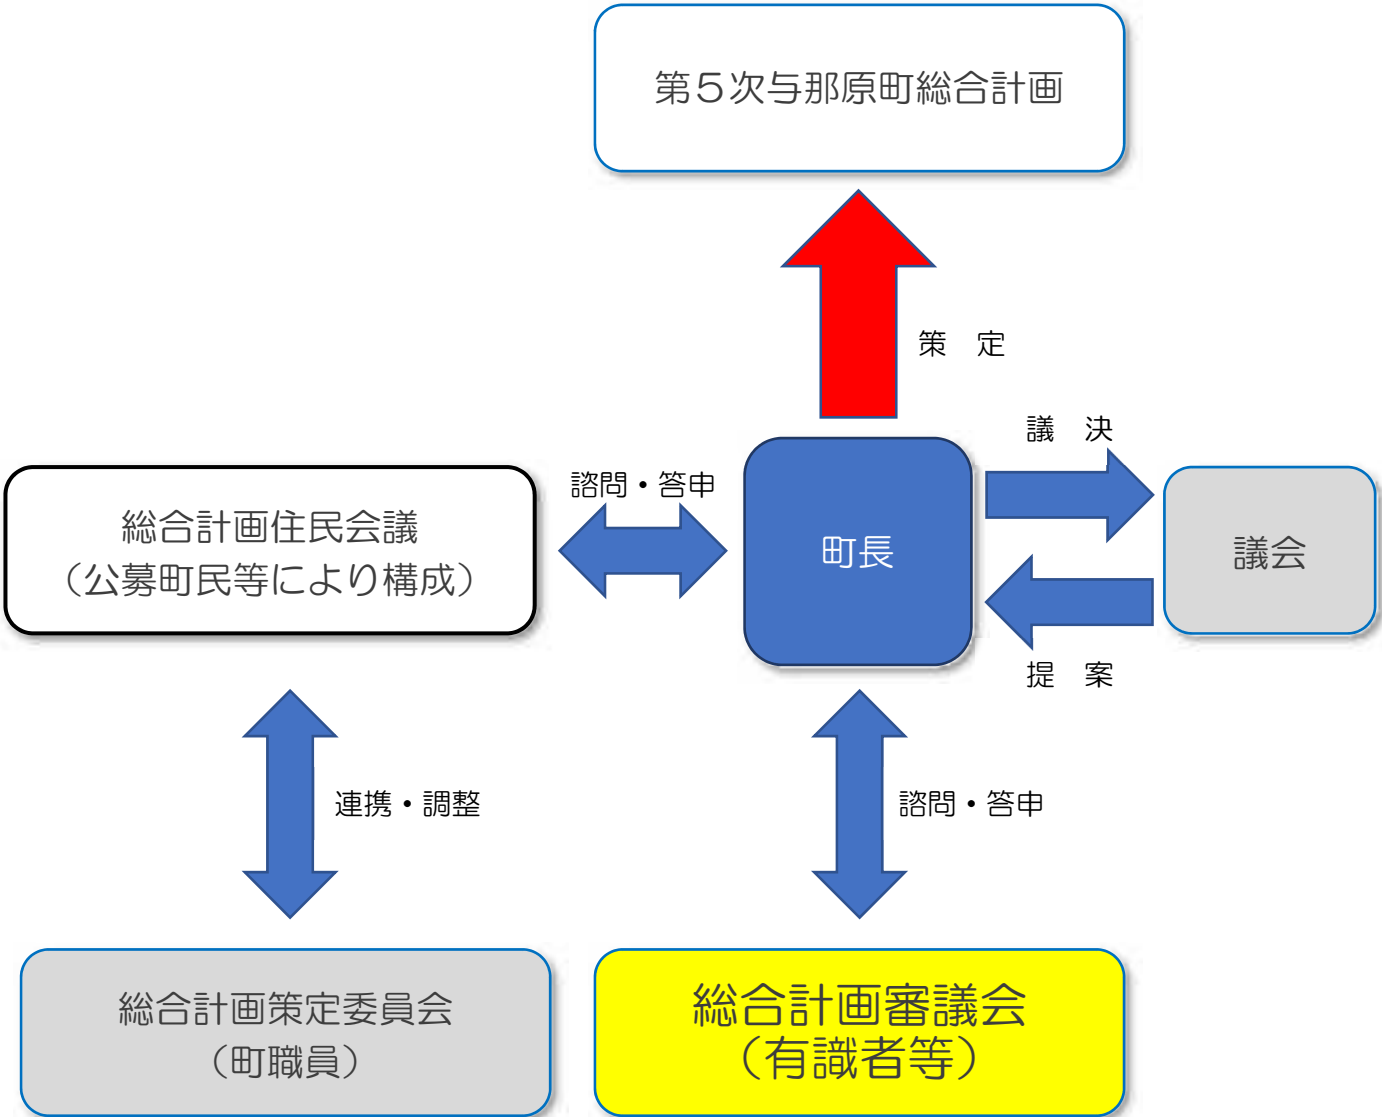 第５次与那原町総合計画
策　定
議　決
諮問・答申
総合計画住民会議
（公募町民等により構成）
町長
議会
提　案
連携・調整
諮問・答申
総合計画策定委員会
（町職員）
総合計画審議会
（有識者等）